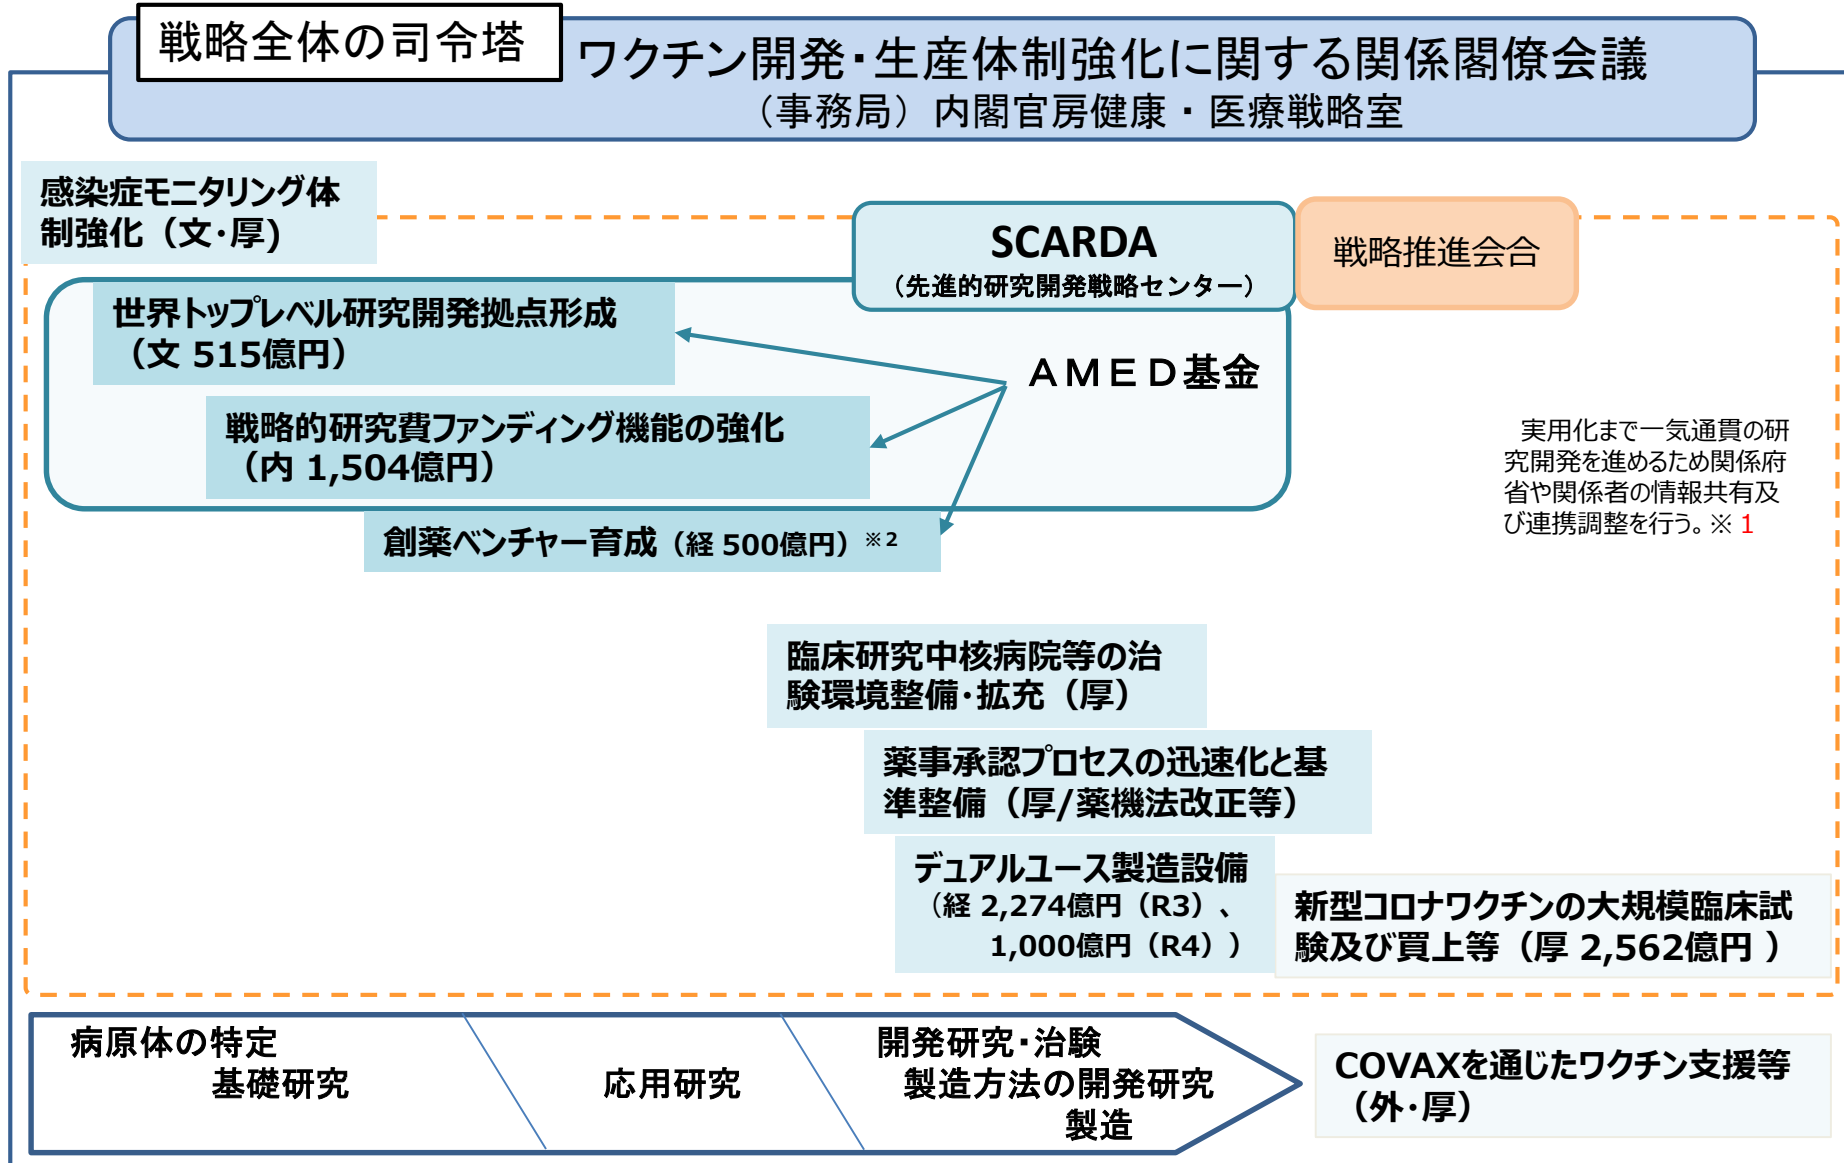 戦略全体の司令塔
ワクチン開発・生産体制強化に関する関係閣僚会議
（事務局）内閣官房健康・医療戦略室
感染症モニタリング体
制強化（文・厚)
SCARDA
（先進的研究開発戦略センター）
戦略推進会合
世界トップレベル研究開発拠点形成
（文 515億円）
AMED基金
戦略的研究費ファンディング機能の強化
（内 1,504億円）
創薬ベンチャー育成（経 500億円）※2
実用化まで一気通貫の研
究開発を進めるため関係府
省や関係者の情報共有及
び連携調整を行う。※1
臨床研究中核病院等の治
験環境整備・拡充（厚）
薬事承認プロセスの迅速化と基
準整備（厚/薬機法改正等）
デュアルユース製造設備
（経 2,274億円（R3）、
1,000億円（R4））
新型コロナワクチンの大規模臨床試
験及び買上等（厚 2,562億円 ）
病原体の特定
基礎研究
応用研究
開発研究・治験
製造方法の開発研究
製造
COVAXを通じたワクチン支援等
（外・厚）